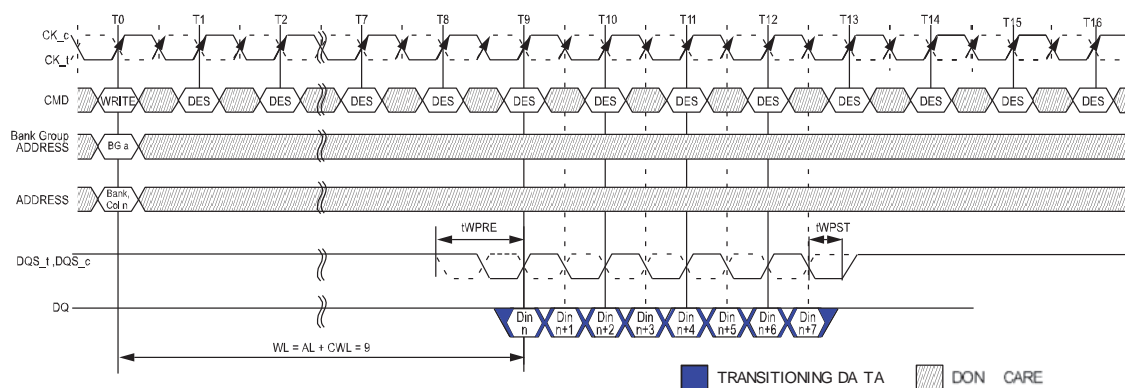 T0 T1 T2 T7 T8 T9 T10 T11 T12 T13 T14 T15 T16
CK_c
CK_t
CMD WRITE DES DES DES DES DES DES DES DES DES DES DES DES
Bank Group
ADDRESS BG a
ADDRESS Bank,
Col n
tWPRE tWPST
DQS_t ,DQS_c
DQ Din
n Din
n+1 Din
n+2 Din
n+3 Din
n+4 Din
n+5 Din
n+6 Din
n+7
WL = AL + CWL = 9
TRANSITIONING DA TA DON CARE